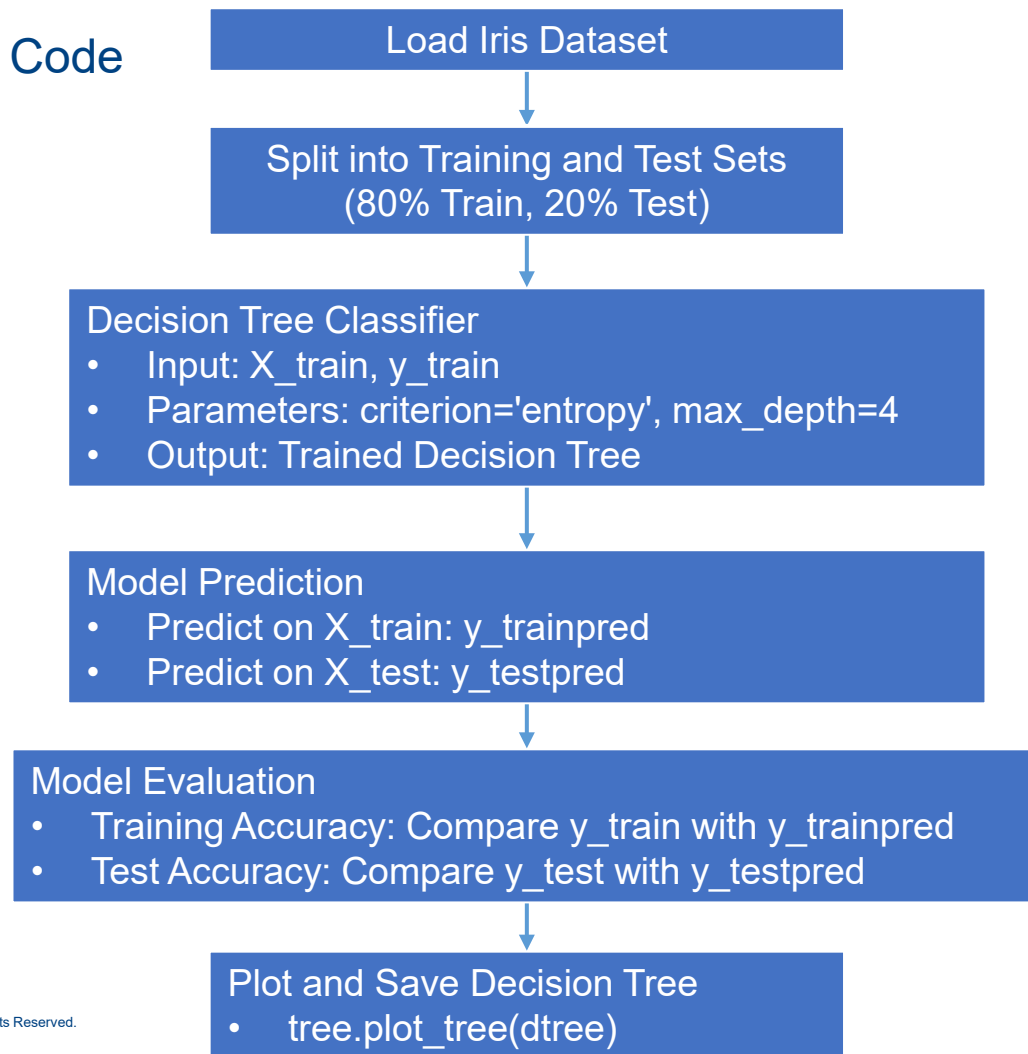 Code
Load Iris Dataset
Split into Training and Test Sets
(80% Train, 20% Test)
Decision Tree Classifier
• Input: X_train, y_train
• Parameters: criterion='entropy', max_depth=4
• Output: Trained Decision Tree
Model Prediction
• Predict on X_train: y_trainpred
• Predict on X_test: y_testpred
Model Evaluation
• Training Accuracy: Compare y_train with y_trainpred
• Test Accuracy: Compare y_test with y_testpred
Plot and Save Decision Tree
• tree.plot_tree(dtree)
ts Reserved.